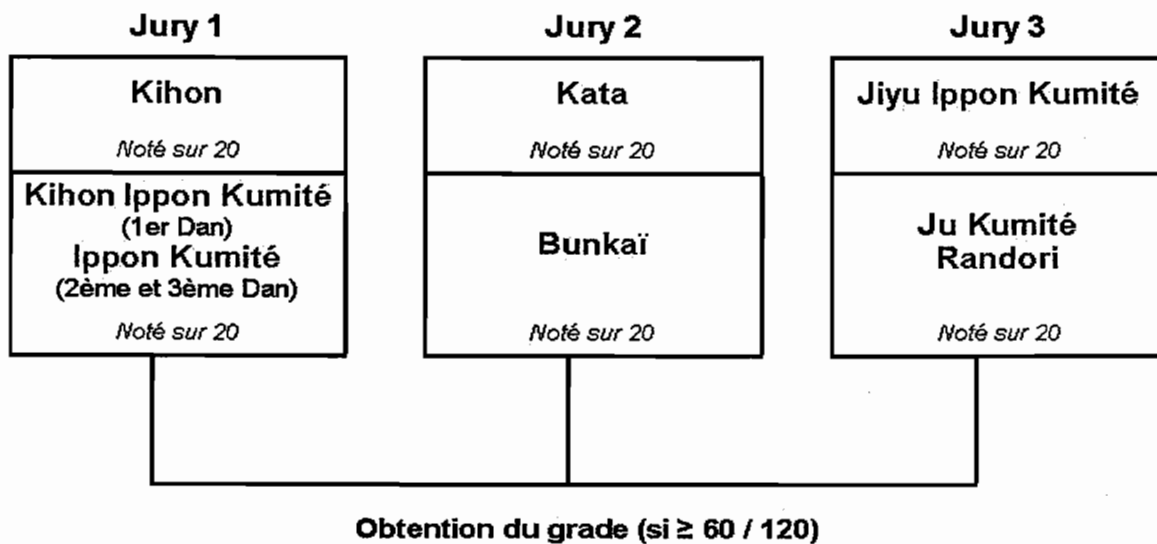 Jury 1
Kihon
Noté sur 20
Kihon Ippon Kumité
(1er Dan)
Ippon Kumité
(2ème et 3ème Dan)
Noté sur 20
Jury 2
Kata
Noté sur 20
Bunkaï
Noté sur 20
Jury 3
Jiyu Ippon Kumité
Noté sur 20
Ju Kumité
Randori
Noté sur 20
Obtention du grade (si ≥ 60 / 120)